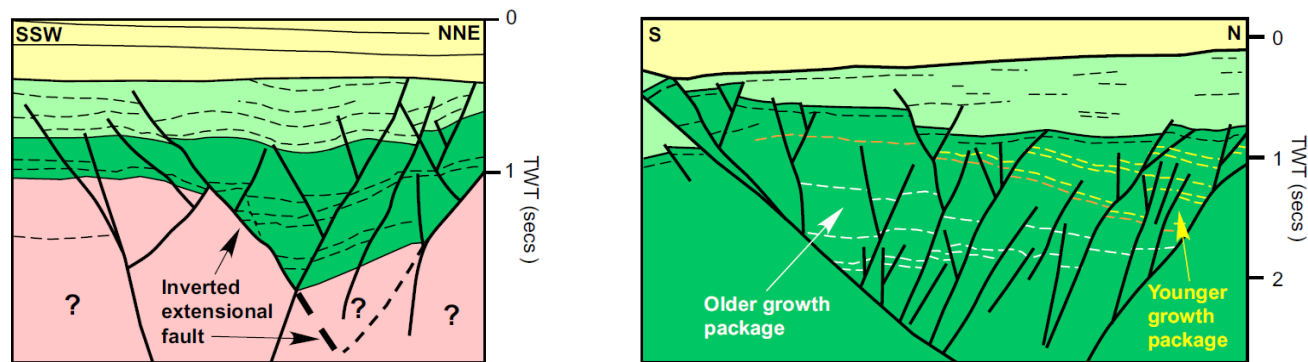 SSW
NNE
0
1
TWT (secs )
Inverted
extensional
fault
?
?
?
S
N
0
1
2
TWT (secs )
Older growth
package
Younger
growth
package